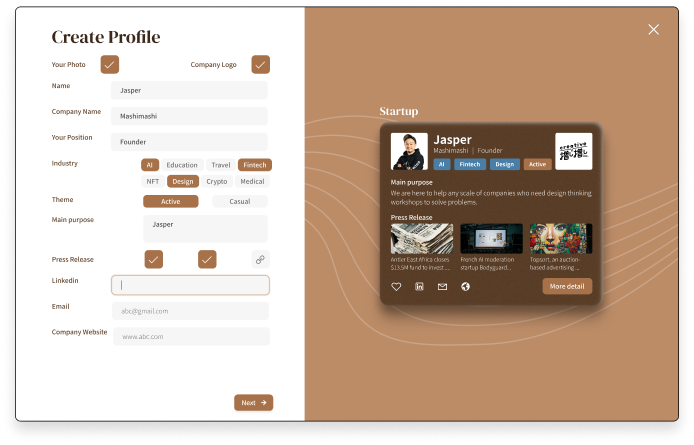 Create Profile
Your Photo
Company Logo
Name
Jasper
Company Name
Mashimashi
Your Position
Founder
Industry
AI Education Travel Fintech
NFT Design Crypto Medical
Theme
Active Casual
Main purpose
Jasper
Press Release
Linkedin
Email
abc@gmail.com
Company Website
www.abc.com
Next
Startup
Jasper
Mashimashi | Founder
AI Fintech Design Active
creative
Main purpose
We are here to help any scale of companies who need design thinking
workshops to solve problems.
Press Release
Antler East Africa closes
$13.5M fund to invest ...
French AI moderation
startup Bodyguard...
Topsort, an auction-
based advertising ...
More detail